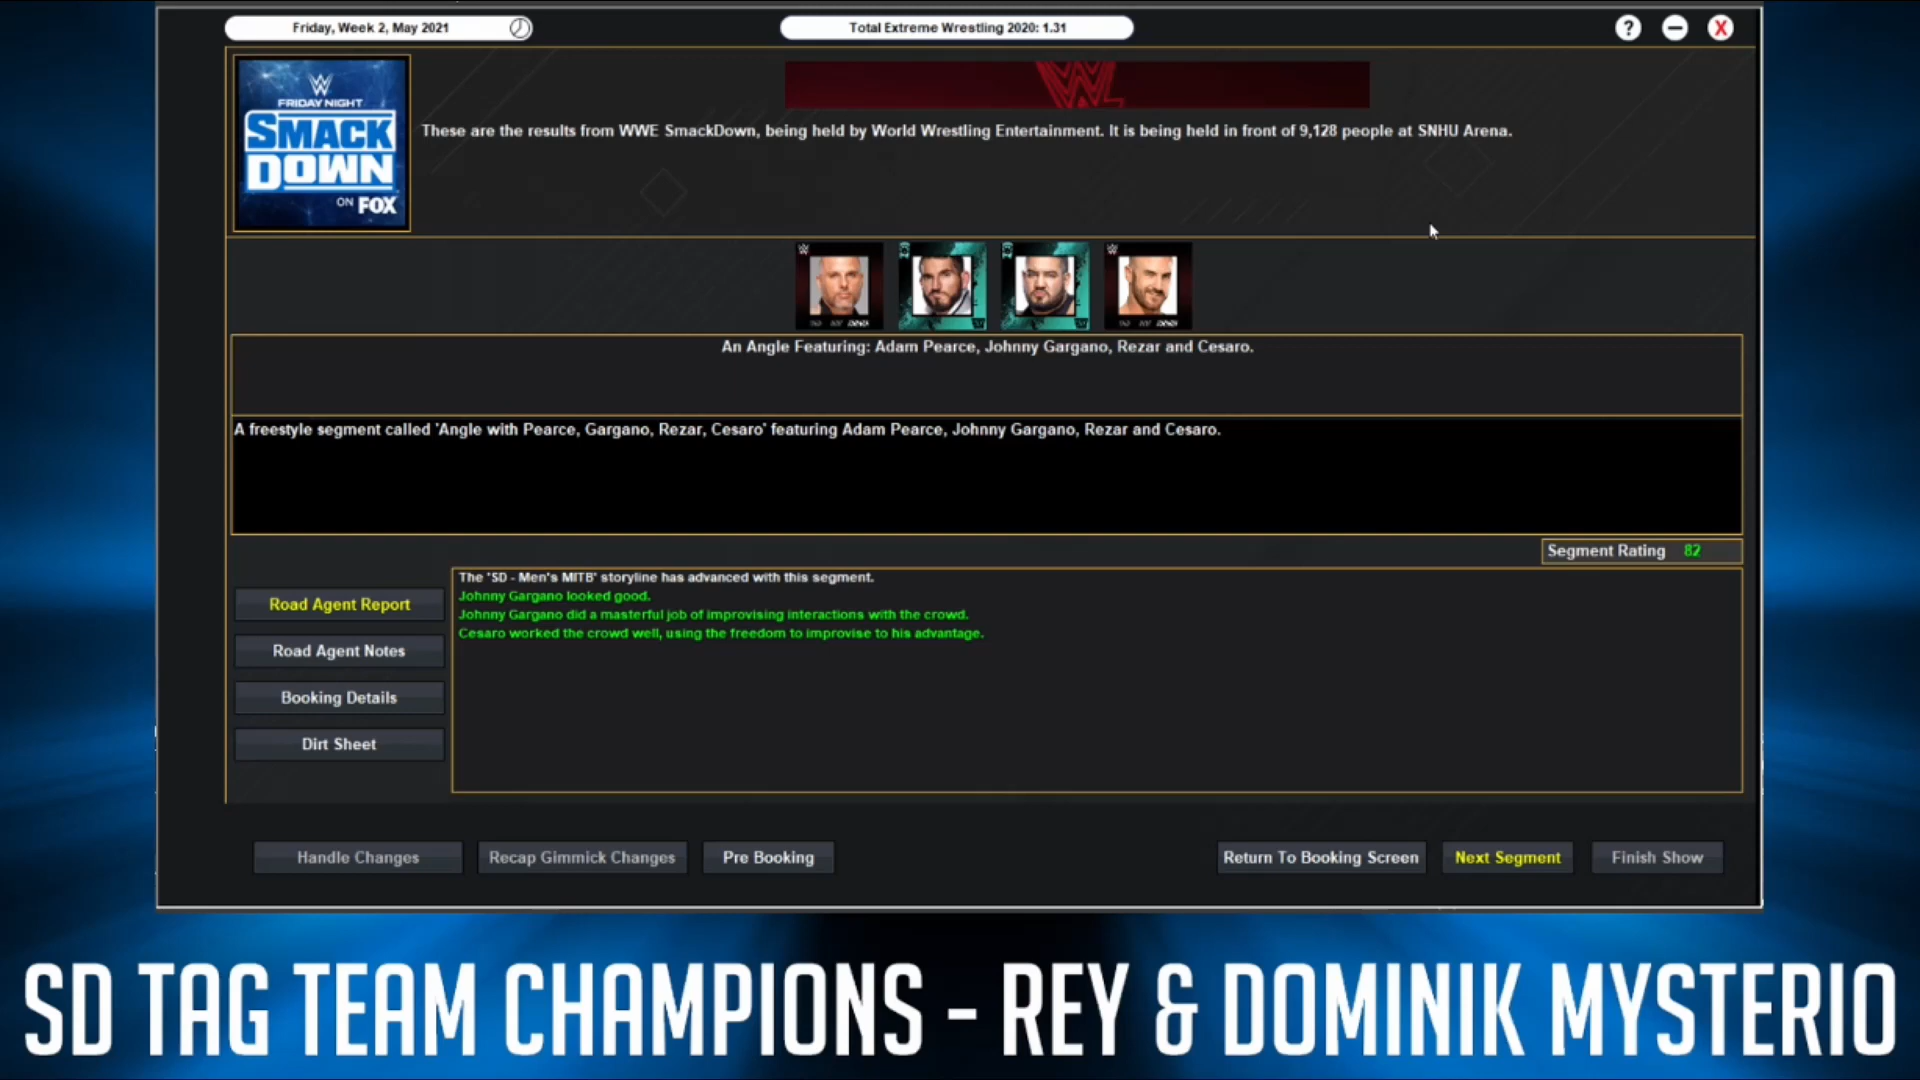 Friday, Week 2, May 2021
Total Extreme Wrestling 2020: 1.31
?
X
FRIDAY NIGHT
SMACK
DOWN
ON FOX
These are the results from WWE SmackDown, being held by World Wrestling Entertainment. It is being held in front of 9,128 people at SNHU Arena.
An Angle Featuring: Adam Pearce, Johnny Gargano, Rezar and Cesaro.
A freestyle segment called 'Angle with Pearce, Gargano, Rezar, Cesaro' featuring Adam Pearce, Johnny Gargano, Rezar and Cesaro.
Segment Rating 82
The 'SD - Men's MITB' storyline has advanced with this segment.
Johnny Gargano looked good.
Johnny Gargano did a masterful job of improvising interactions with the crowd.
Cesaro worked the crowd well, using the freedom to improvise to his advantage.
Road Agent Report
Road Agent Notes
Booking Details
Dirt Sheet
Handle Changes
Recap Gimmick Changes
Pre Booking
Return To Booking Screen
Next Segment
Finish Show
SD TAG TEAM CHAMPIONS - REY & DOMINIK MYSTERIO